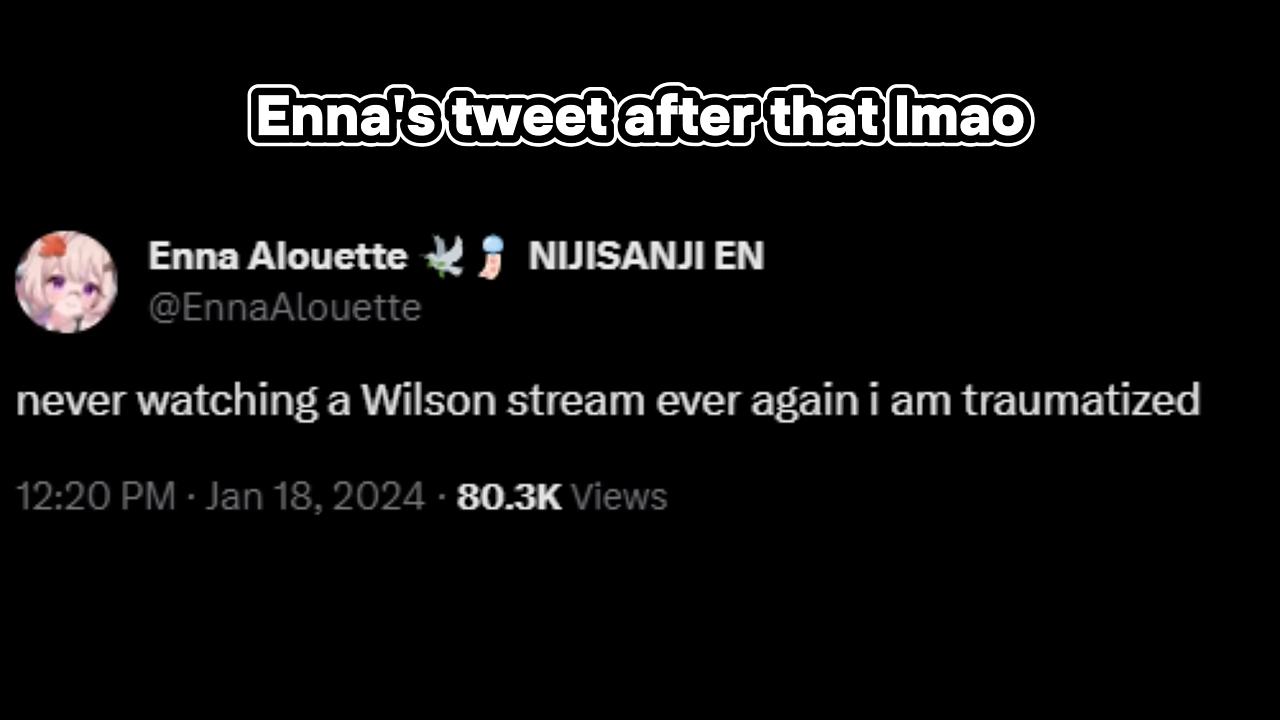 Enna's tweet after that lmao
Enna Alouette 🕊️ NIJISANJI EN
@EnnaAlouette
never watching a Wilson stream ever again i am traumatized
12:20 PM · Jan 18, 2024 · 80.3K Views